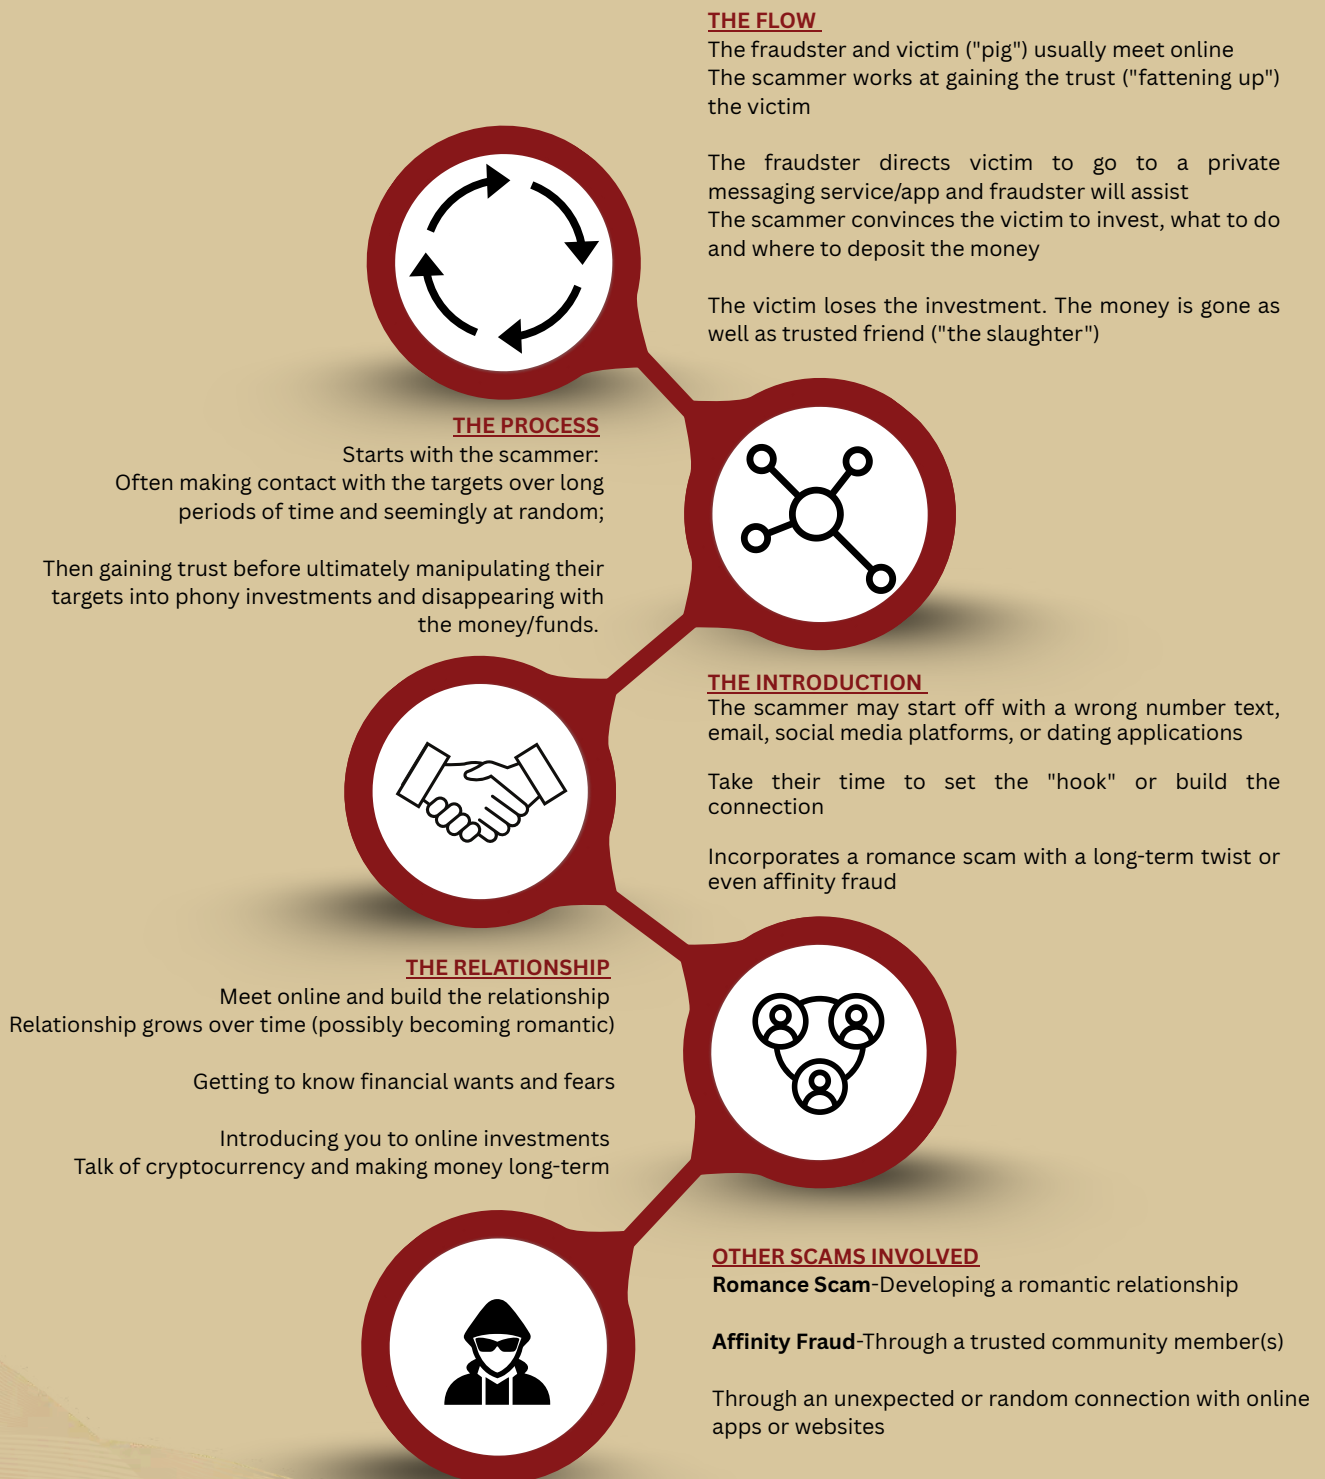 THE FLOW
The fraudster and victim ("pig") usually meet online
The scammer works at gaining the trust ("fattening up")
the victim
The fraudster directs victim to go to a private
messaging service/app and fraudster will assist
The scammer convinces the victim to invest, what to do
and where to deposit the money
The victim loses the investment. The money is gone as
well as trusted friend ("the slaughter")
THE PROCESS
Starts with the scammer:
Often making contact with the targets over long
periods of time and seemingly at random;
Then gaining trust before ultimately manipulating their
targets into phony investments and disappearing with
the money/funds.
THE INTRODUCTION
The scammer may start off with a wrong number text,
email, social media platforms, or dating applications
Take their time to set the "hook" or build the
connection
Incorporates a romance scam with a long-term twist or
even affinity fraud
THE RELATIONSHIP
Meet online and build the relationship
Relationship grows over time (possibly becoming romantic)
Getting to know financial wants and fears
Introducing you to online investments
Talk of cryptocurrency and making money long-term
OTHER SCAMS INVOLVED
Romance Scam-Developing a romantic relationship
Affinity Fraud-Through a trusted community member(s)
Through an unexpected or random connection with online
apps or websites